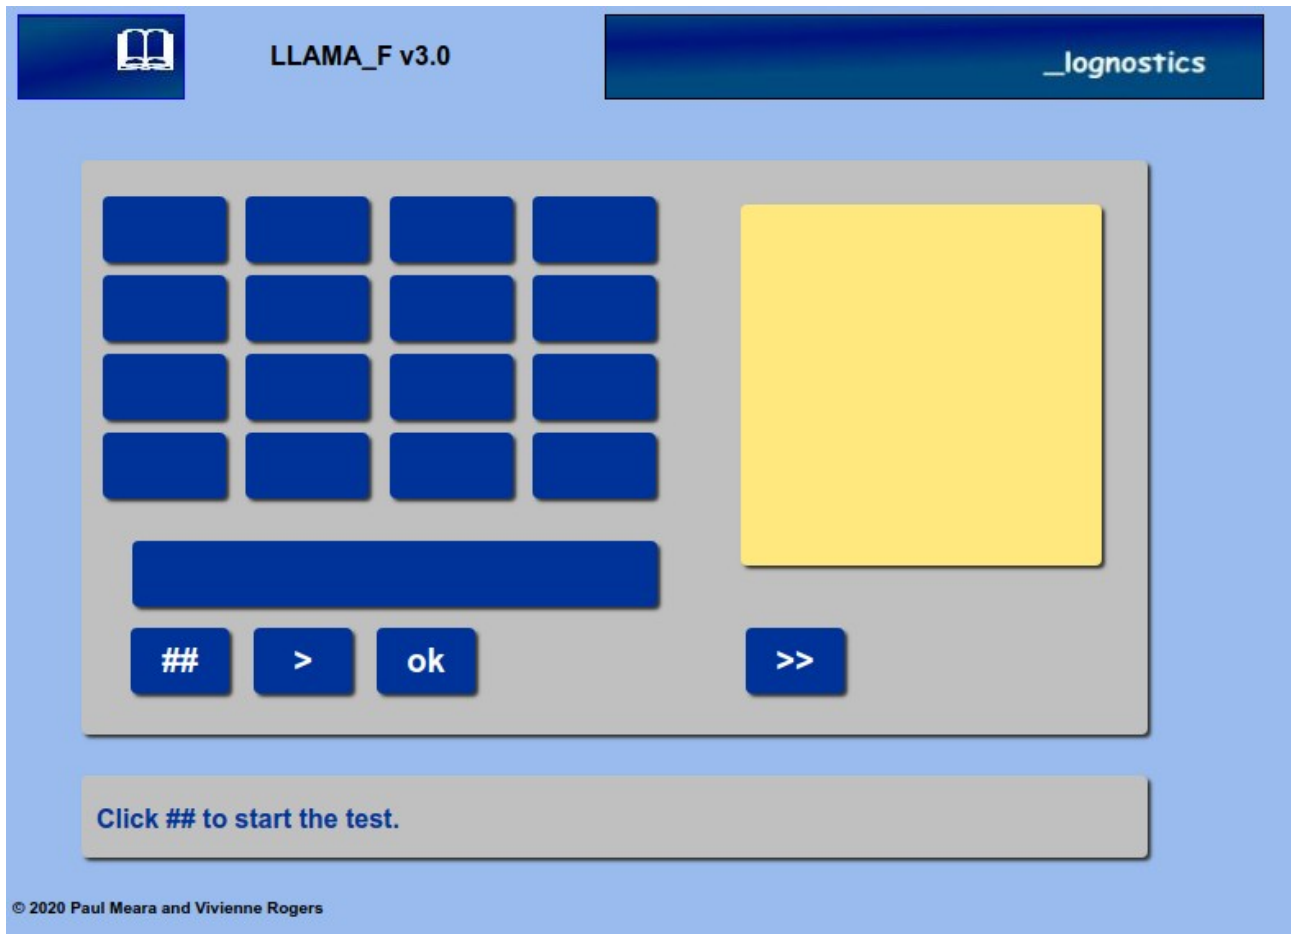 LLAMA_F v3.0
_lognostics
## > ok >>
Click ## to start the test.
© 2020 Paul Meara and Vivienne Rogers